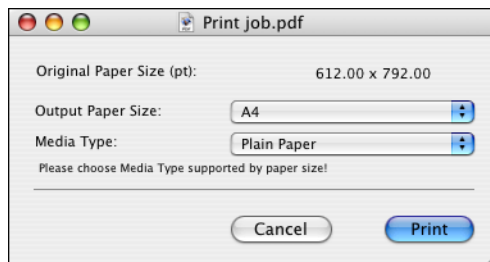 Print job.pdf
Original Paper Size (pt): 612.00 x 792.00
Output Paper Size: A4
Media Type: Plain Paper
Please choose Media Type supported by paper size!
Cancel Print